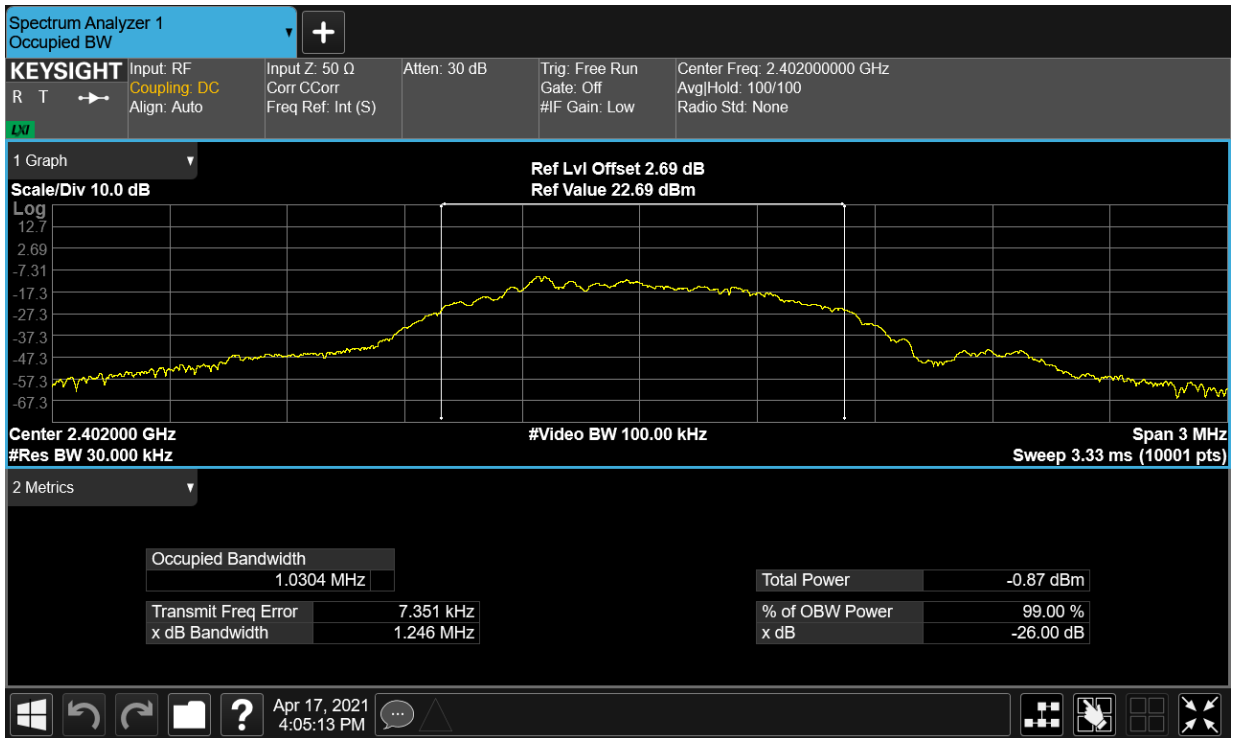 Spectrum Analyzer 1
Occupied BW
▼
+
KEYSIGHT
R T
LXI
Input: RF
Coupling: DC
Align: Auto
Input Z: 50 Ω
Corr CCorr
Freq Ref: Int (S)
Atten: 30 dB
Trig: Free Run
Gate: Off
#IF Gain: Low
Center Freq: 2.402000000 GHz
Avg|Hold: 100/100
Radio Std: None
1 Graph ▼
Scale/Div 10.0 dB
Ref Lvl Offset 2.69 dB
Ref Value 22.69 dBm
Log
12.7
2.69
-7.31
-17.3
-27.3
-37.3
-47.3
-57.3
-67.3
Center 2.402000 GHz
#Res BW 30.000 kHz
#Video BW 100.00 kHz
Span 3 MHz
Sweep 3.33 ms (10001 pts)
2 Metrics ▼
Occupied Bandwidth
1.0304 MHz
Transmit Freq Error 7.351 kHz
x dB Bandwidth 1.246 MHz
Total Power -0.87 dBm
% of OBW Power 99.00 %
x dB -26.00 dB
?
Apr 17, 2021
4:05:13 PM